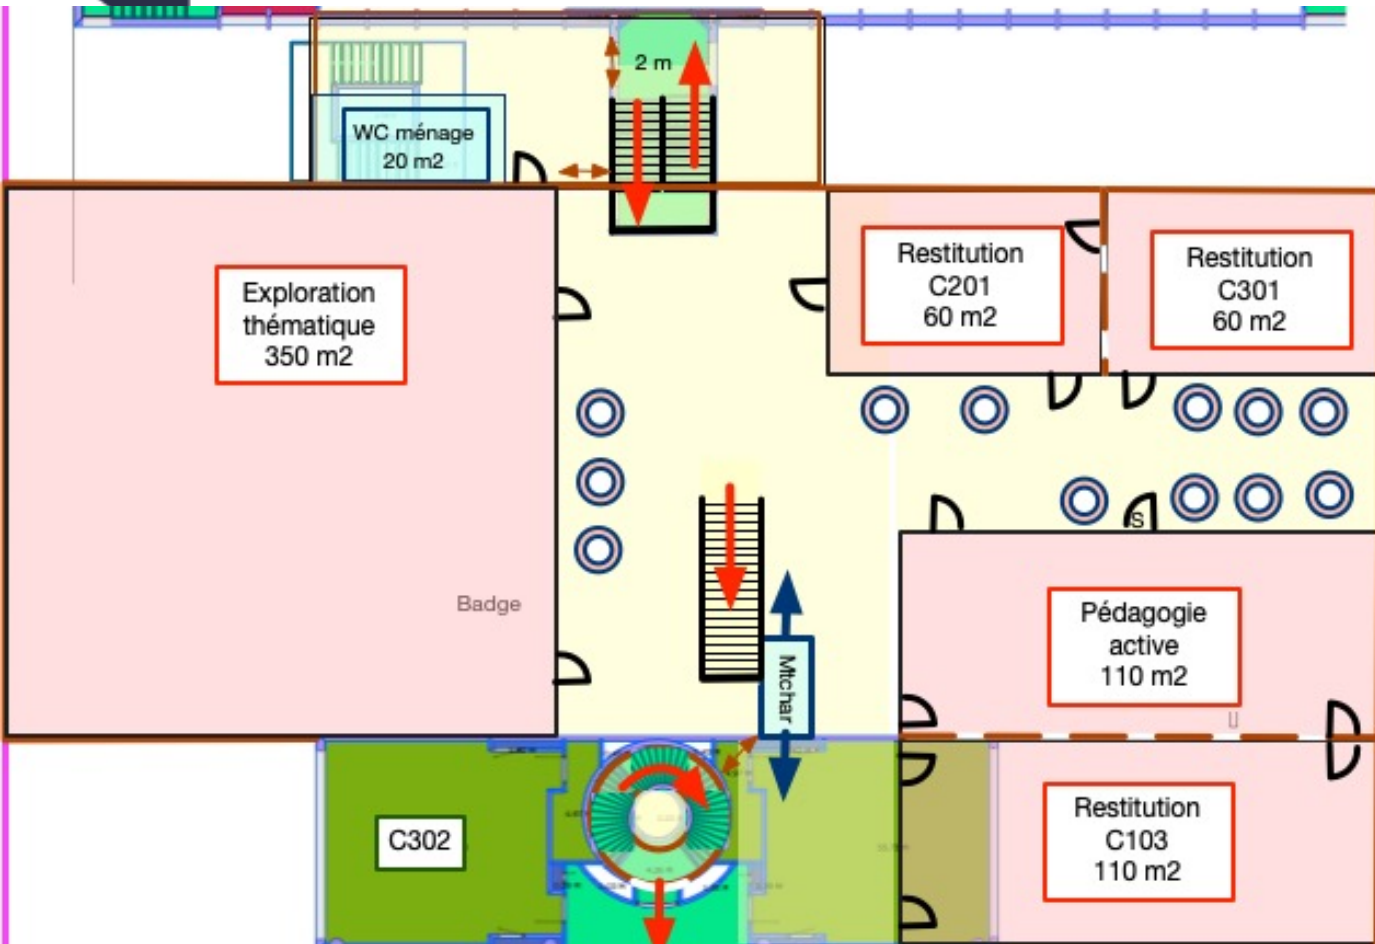 2 m
WC ménage
20 m2
Restitution
C201
60 m2
Restitution
C301
60 m2
Exploration
thématique
350 m2
S
Badge
Pédagogie
active
110 m2
Mtchar
U
C302
Restitution
C103
110 m2